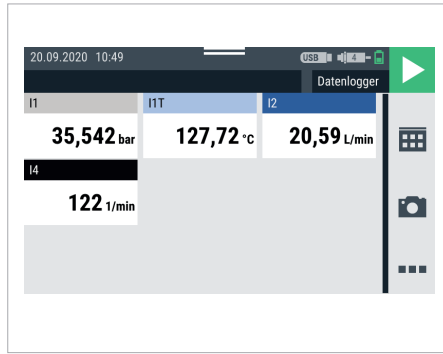 20.09.2020 10:49 USB 4
Datenlogger
I1 I1T I2
35,542 bar 127,72 °C 20,59 L/min
I4
122 1/min